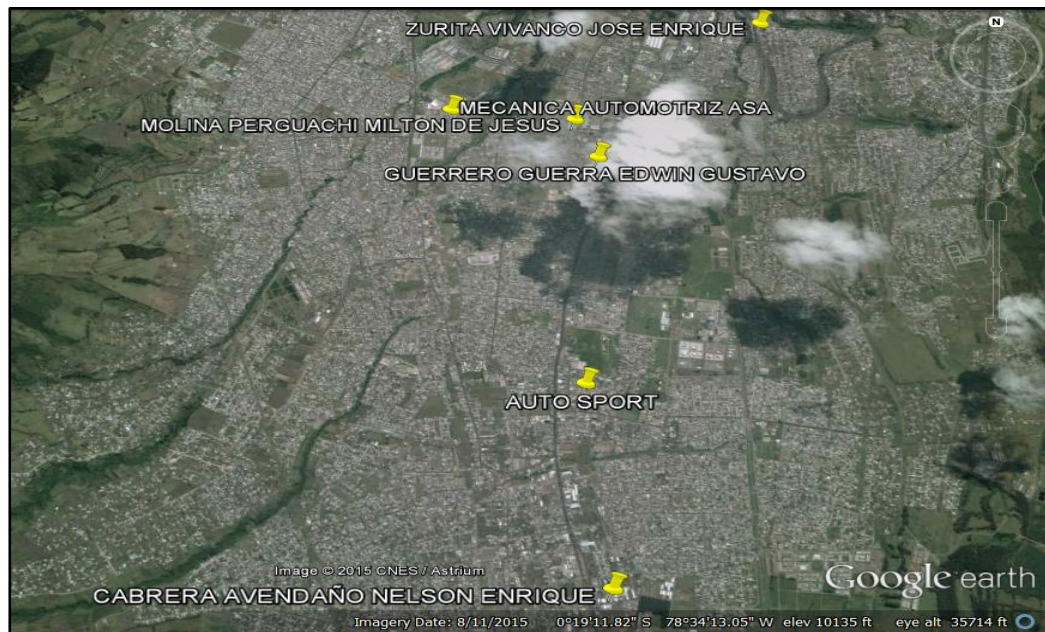 ZURITA VIVANCO JOSE ENRIQUE
N
MECANICA AUTOMOTRIZ ASA
MOLINA PERGUACHI MILTON DE JESUS
GUERRERO GUERRA EDWIN GUSTAVO
AUTO SPORT
Image © 2015 CNES / Astrium
Google earth
CABRERA AVENDAÑO NELSON ENRIQUE
Imagery Date: 8/11/2015 0°19'11.82" S 78°34'13.05" W elev 10135 ft eye alt 35714 ft